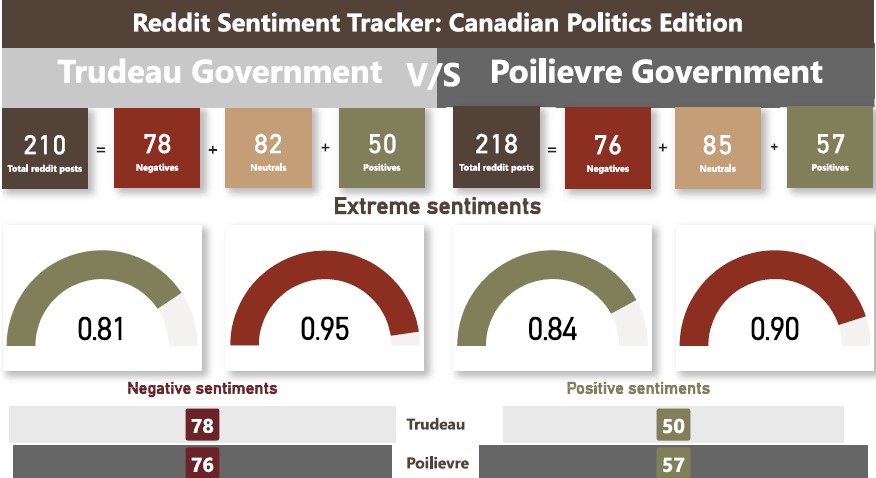 Reddit Sentiment Tracker: Canadian Politics Edition
Trudeau Government V/S Poilievre Government
210 = 78 + 82 + 50 218 = 76 + 85 + 57
Total reddit posts Negatives Neutrals Positives Total reddit posts Negatives Neutrals Positives
Extreme sentiments
0.81 0.95 0.84 0.90
Negative sentiments Positive sentiments
78 Trudeau 50
76 Poilievre 57